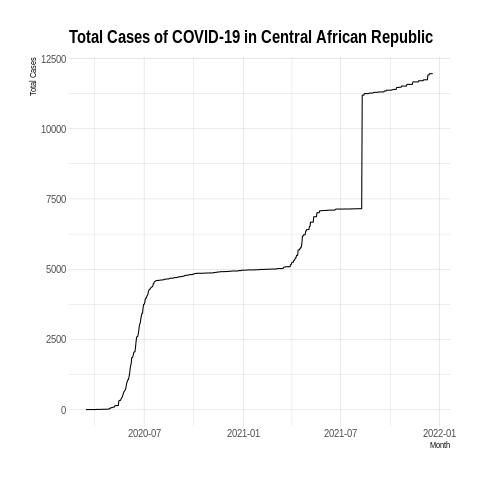 Total Cases of COVID-19 in Central African Republic
Total Cases
12500
10000
7500
5000
2500
0
2020-07 2021-01 2021-07 2022-01
Month